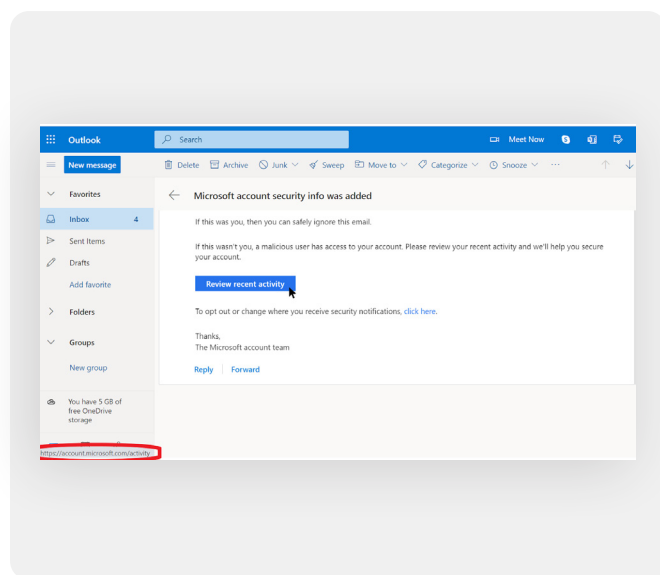 Outlook
Search
Meet Now
New message
Delete Archive Junk Sweep Move to Categorize Snooze ...
Favorites
Inbox 4
Sent Items
Drafts
Add favorite
Folders
Groups
New group
You have 5 GB of
free OneDrive
storage
https://account.microsoft.com/activity
Microsoft account security info was added
If this was you, then you can safely ignore this email.
If this wasn't you, a malicious user has access to your account. Please review your recent activity and we'll help you secure
your account.
Review recent activity
To opt out or change where you receive security notifications, click here.
Thanks,
The Microsoft account team
Reply Forward